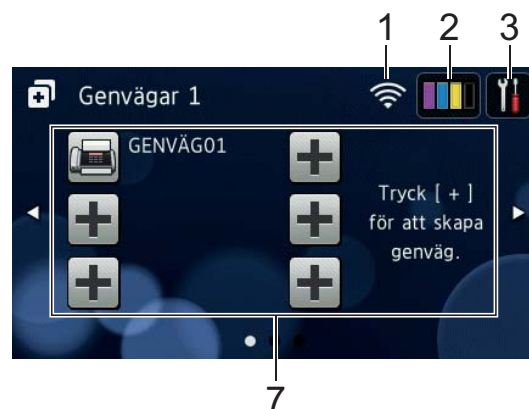 1 2 3
Genvägar 1
GENVÄG01
Tryck [ + ]
för att skapa
genväg.
7